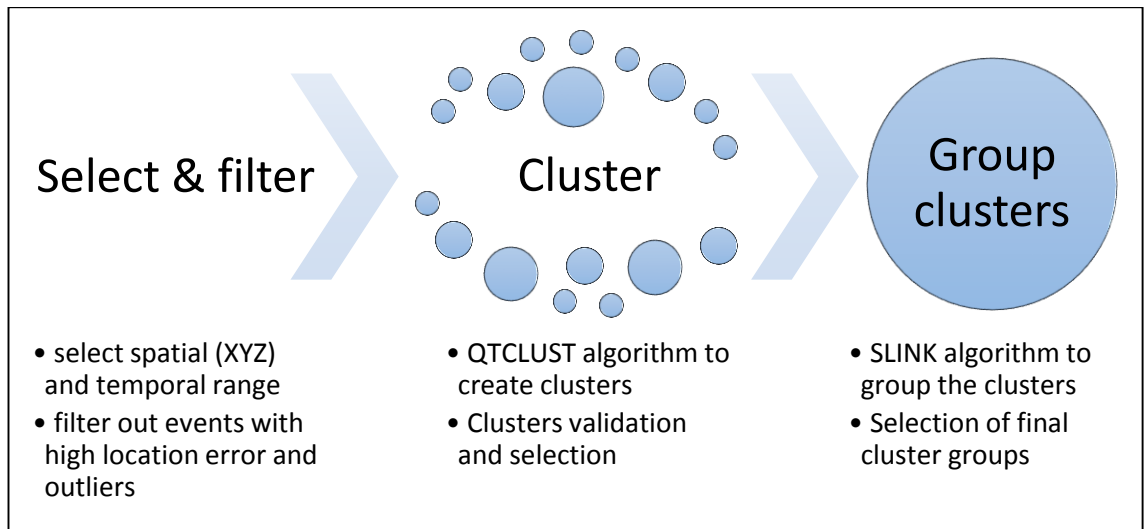 Select & filter
• select spatial (XYZ)
and temporal range
• filter out events with
high location error and
outliers
Cluster
• QTCLUST algorithm to
create clusters
• Clusters validation
and selection
Group
clusters
• SLINK algorithm to
group the clusters
• Selection of final
cluster groups